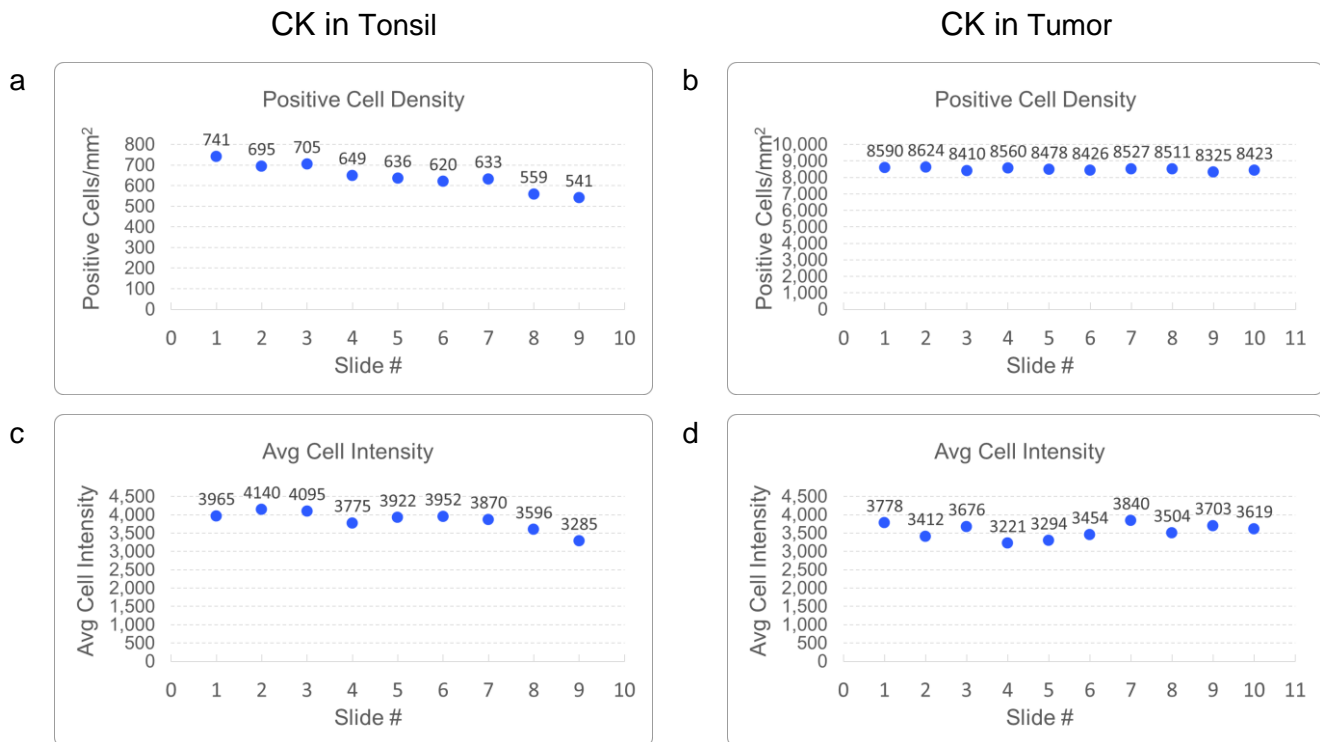 CK in Tonsil
CK in Tumor
a
Positive Cell Density
Positive Cells/mm²
800
700
600
500
400
300
200
100
0
741 695 705 649 636 620 633 559 541
0 1 2 3 4 5 6 7 8 9 10
Slide #
b
Positive Cell Density
Positive Cells/mm²
10,000
9,000
8,000
7,000
6,000
5,000
4,000
3,000
2,000
1,000
0
8590 8624 8410 8560 8478 8426 8527 8511 8325 8423
0 1 2 3 4 5 6 7 8 9 10 11
Slide #
c
Avg Cell Intensity
Avg Cell Intensity
4,500
4,000
3,500
3,000
2,500
2,000
1,500
1,000
500
0
3965 4140 4095 3775 3922 3952 3870 3596 3285
0 1 2 3 4 5 6 7 8 9 10
Slide #
d
Avg Cell Intensity
Avg Cell Intensity
4,500
4,000
3,500
3,000
2,500
2,000
1,500
1,000
500
0
3778 3412 3676 3221 3294 3454 3840 3504 3703 3619
0 1 2 3 4 5 6 7 8 9 10 11
Slide #